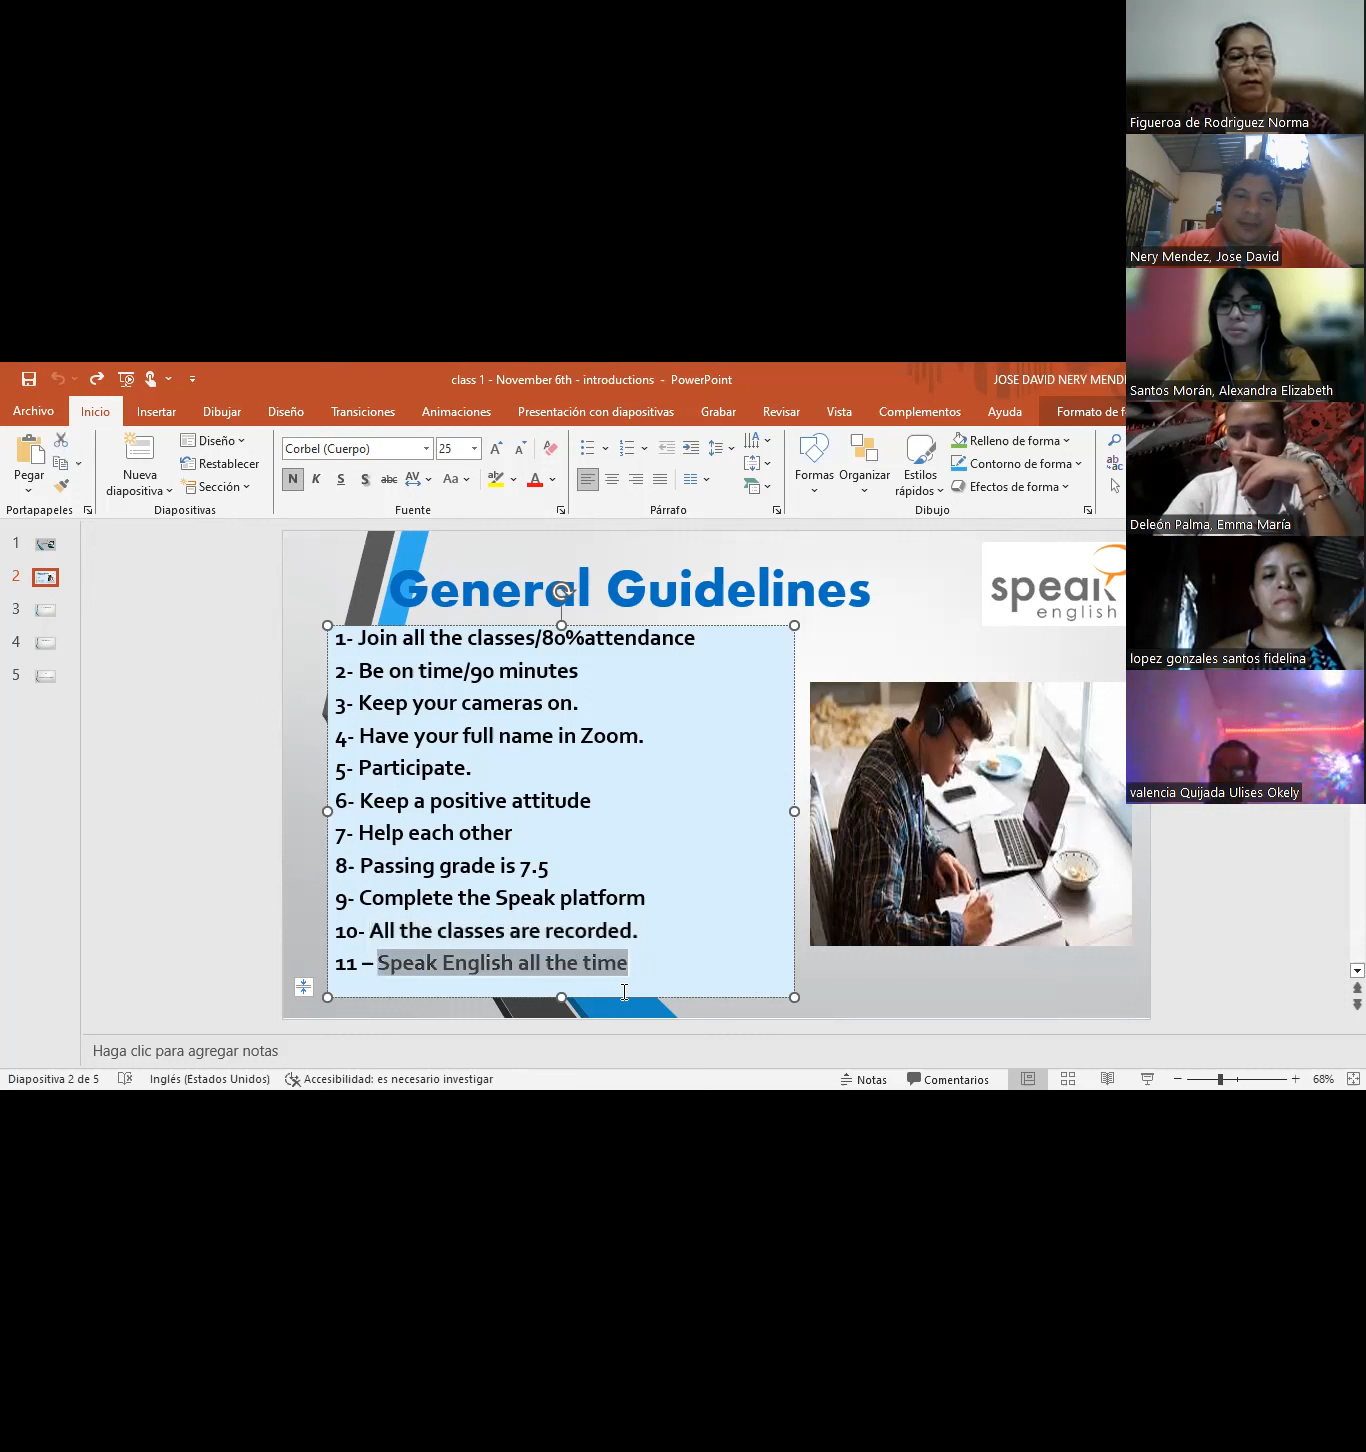 Figueroa de Rodriguez Norma
Nery Mendez, Jose David
Santos Morán, Alexandra Elizabeth
Deleón Palma, Emma María
lopez gonzales santos fidelina
valencia Quijada Ulises Okely
class 1 - November 6th - introductions - PowerPoint
JOSE DAVID NERY
Archivo Inicio Insertar Dibujar Diseño Transiciones Animaciones Presentación con diapositivas Grabar Revisar Vista Complementos Ayuda Formato de
Pegar
Portapapeles
Nueva
diapositiva
Diseño
Restablecer
Sección
Diapositivas
Corbel (Cuerpo) 25
N K S S abc AV Aa A
Fuente
Párrafo
Formas
Organizar
Estilos
rápidos
Relleno de forma
Contorno de forma
Efectos de forma
Dibujo
1
2
3
4
5
General Guidelines
speak
english
1- Join all the classes/80%attendance
2- Be on time/90 minutes
3- Keep your cameras on.
4- Have your full name in Zoom.
5- Participate.
6- Keep a positive attitude
7- Help each other
8- Passing grade is 7.5
9- Complete the Speak platform
10- All the classes are recorded.
11 – Speak English all the time
Haga clic para agregar notas
Diapositiva 2 de 5 Inglés (Estados Unidos) Accesibilidad: es necesario investigar Notas Comentarios 68%